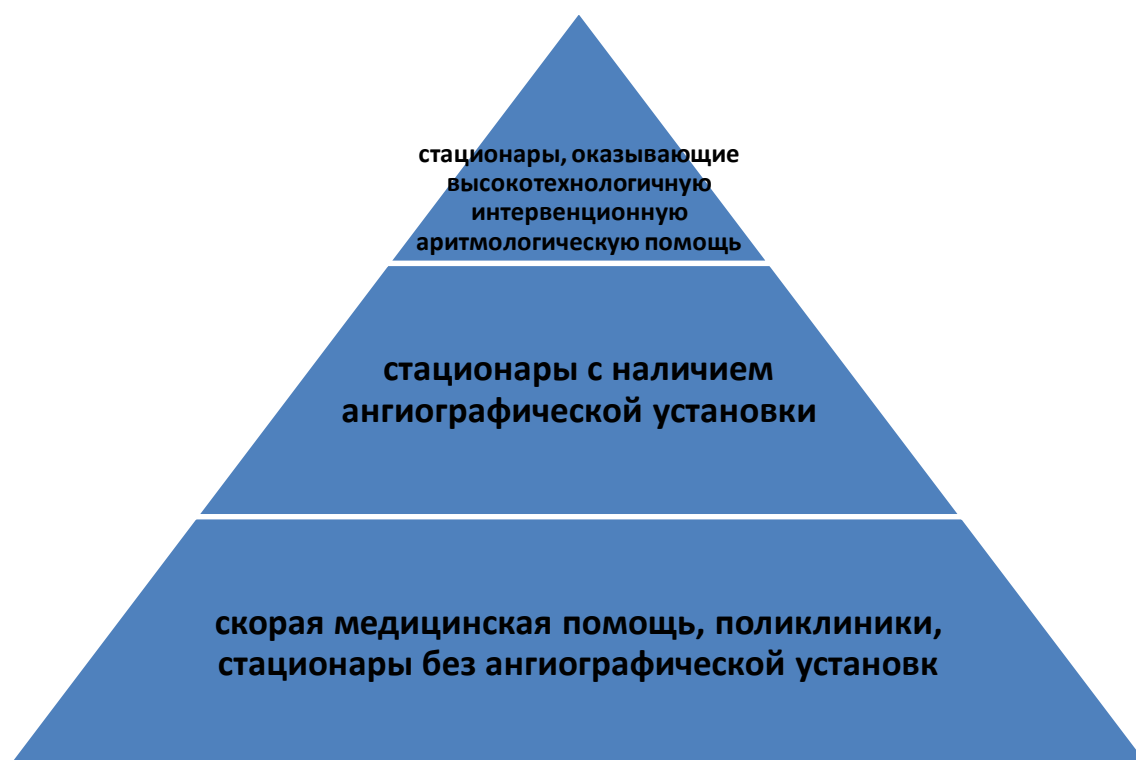 стационары, оказывающие
высокотехнологичную
интервенционную
аритмологическую помощь
стационары с наличием
ангиографической установки
скорая медицинская помощь, поликлиники,
стационары без ангиографической установк